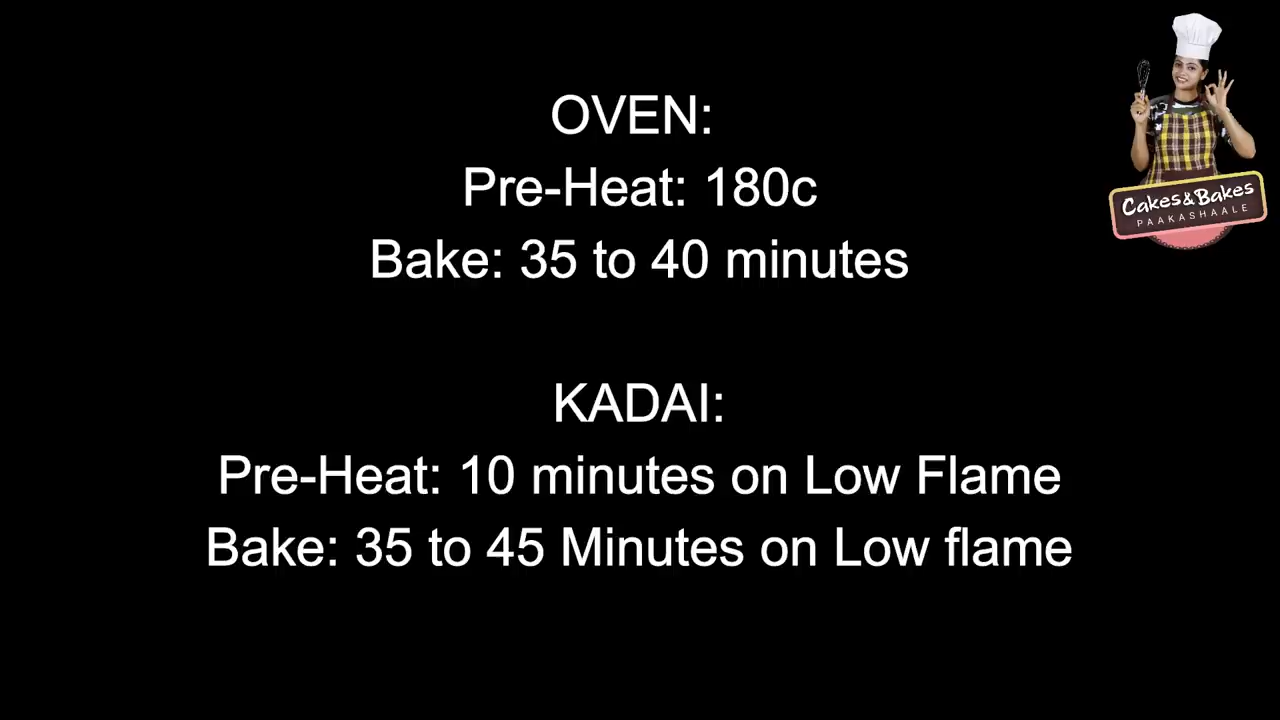 OVEN:
Pre-Heat: 180c
Bake: 35 to 40 minutes
KADAI:
Pre-Heat: 10 minutes on Low Flame
Bake: 35 to 45 Minutes on Low flame
Cakes&Bakes
PAAKASHAALE